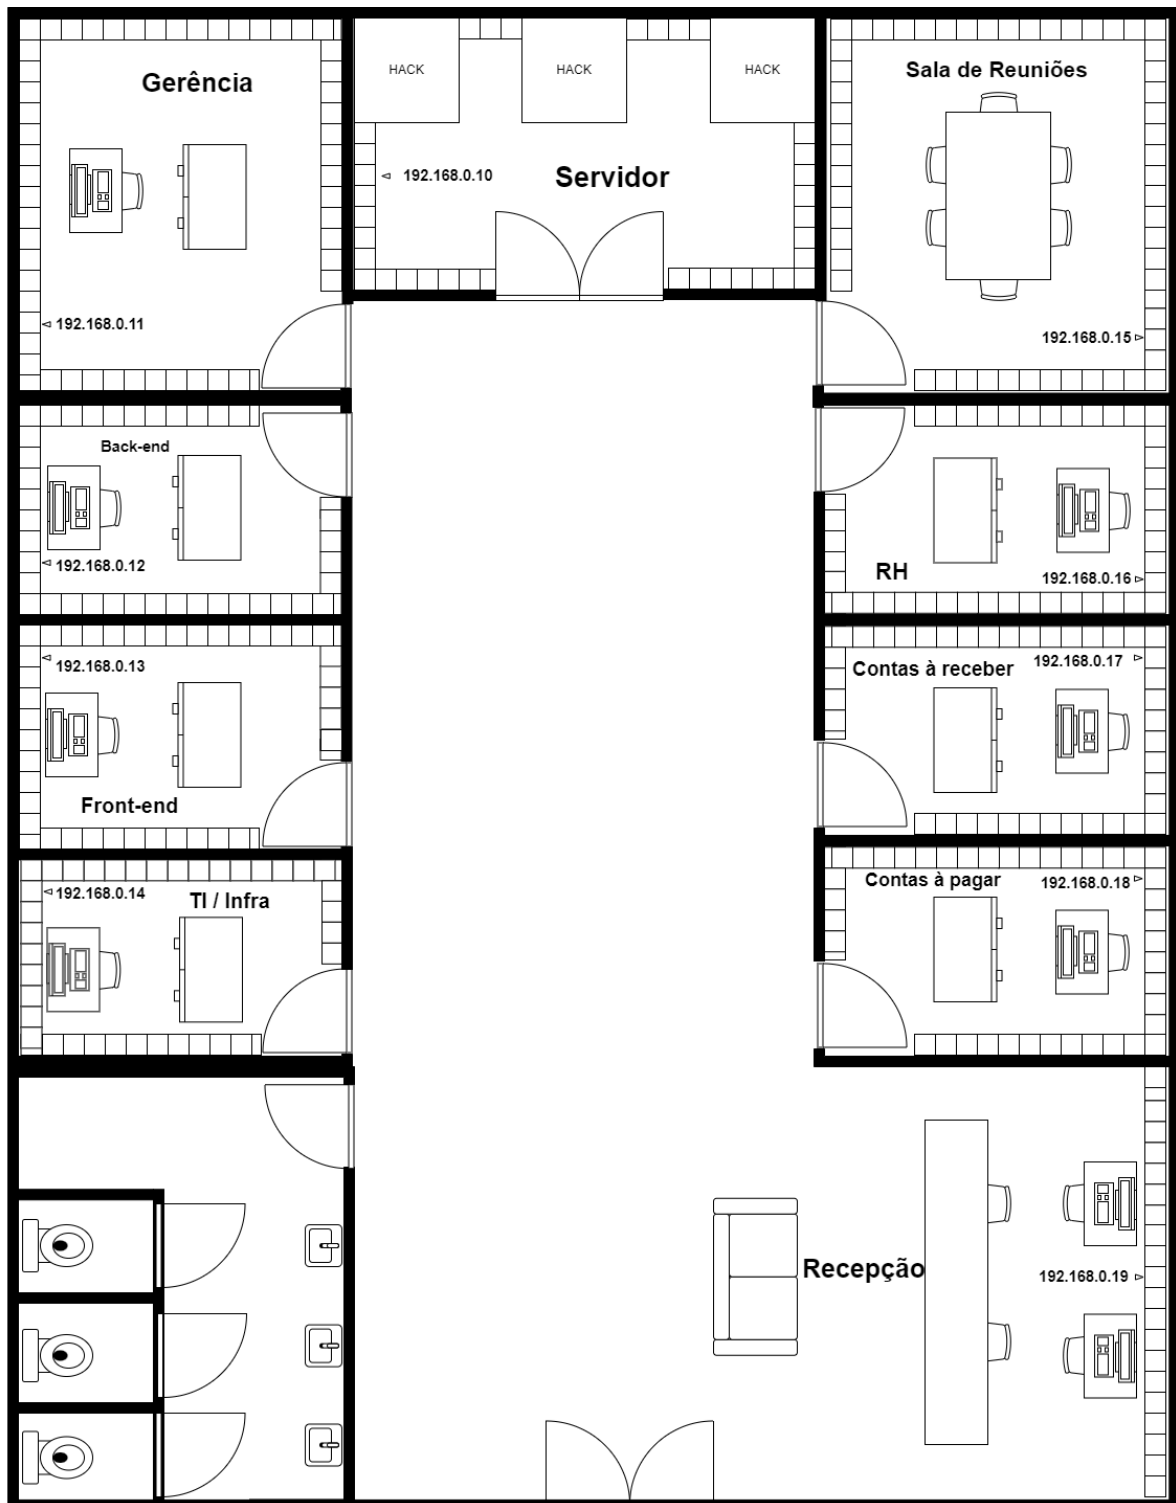 Gerência
HACK
HACK
HACK
Sala de Reuniões
192.168.0.10
Servidor
192.168.0.11
192.168.0.15
Back-end
192.168.0.12
RH
192.168.0.16
192.168.0.13
Front-end
Contas à receber
192.168.0.17
192.168.0.14
TI / Infra
Contas à pagar
192.168.0.18
Recepção
192.168.0.19